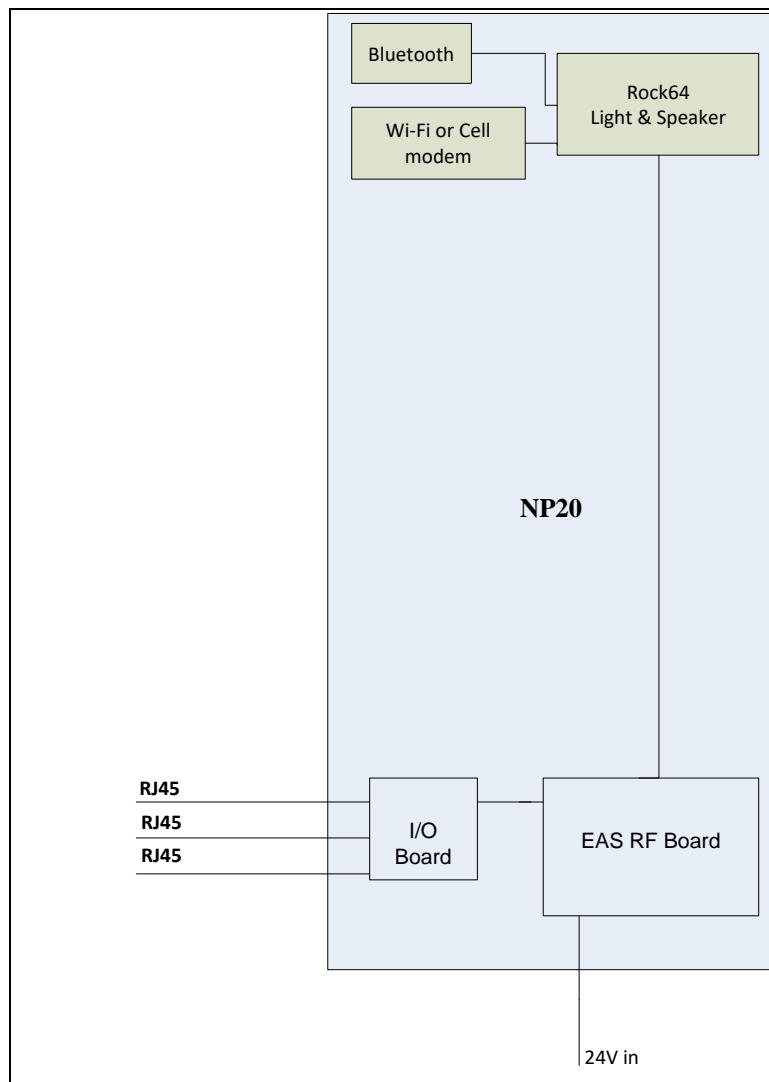 Bluetooth
Rock64
Light & Speaker
Wi-Fi or Cell
modem
NP20
RJ45
RJ45
RJ45
I/O
Board
EAS RF Board
24V in